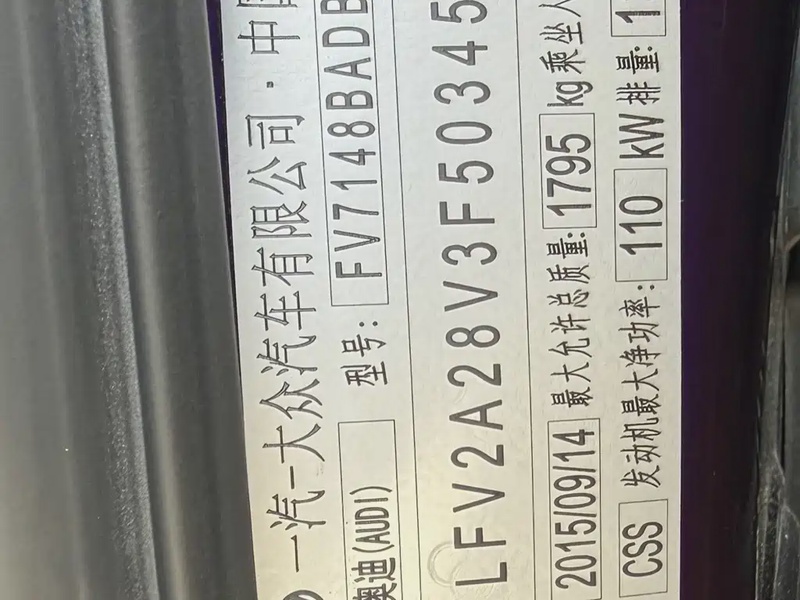 一汽-大众汽车有限公司·中国
奥迪(AUDI) 型号: FV7148BADB
LFV2A28V3F50345
2015/09/14 最大允许总质量: 1795 kg 乘坐人
CSS 发动机最大净功率: 110 kW 排量: 1